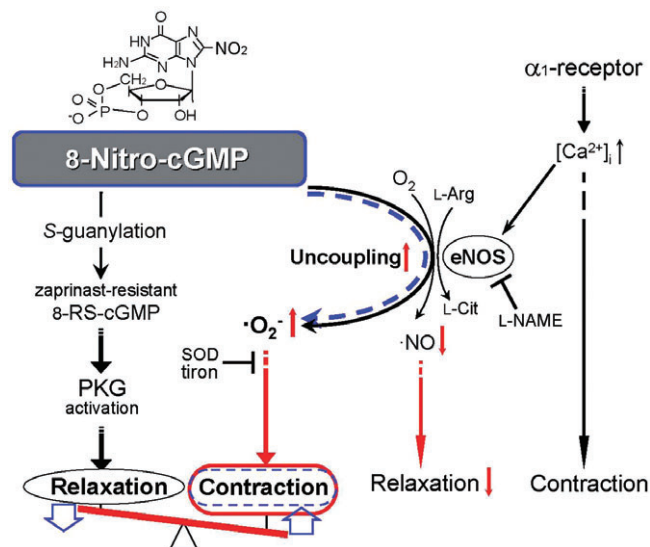 O
N
HN
NO₂
H₂N
N
N
N
O
CH₂
O
O
P
⁻O
O
OH
8-Nitro-cGMP
S-guanylation
zaprinast-resistant
8-RS-cGMP
PKG
activation
Relaxation
O₂
L-Arg
Uncoupling
eNOS
L-Cit
L-NAME
·O₂⁻
·NO
SOD
tiron
Contraction
Relaxation
α1-receptor
[Ca²⁺]i
Contraction